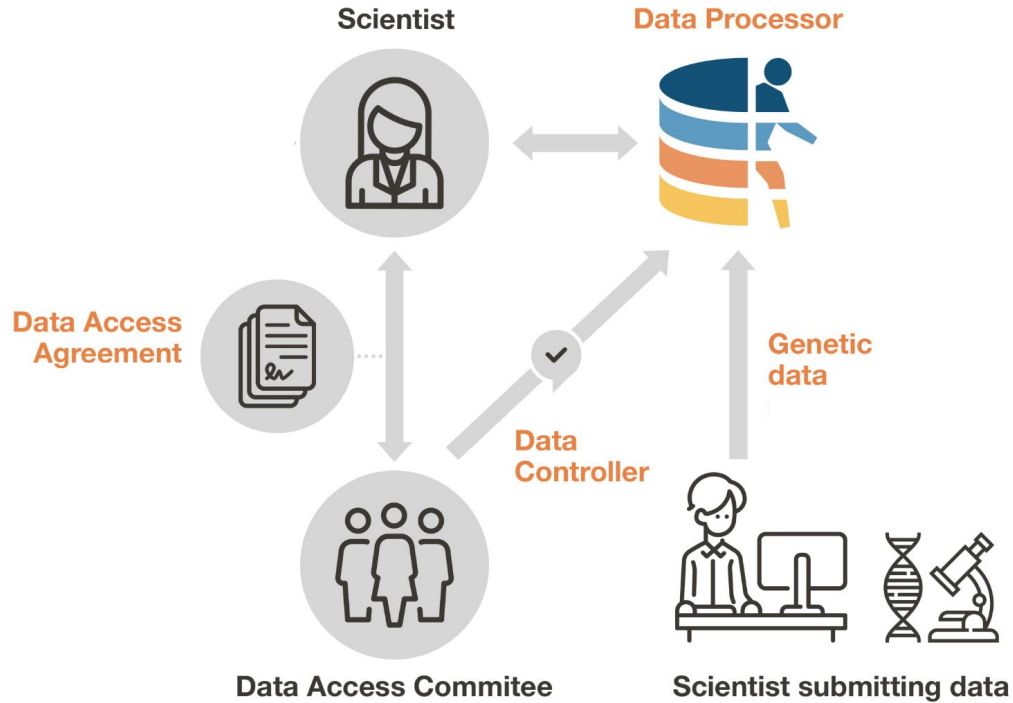 Scientist
Data Processor
Data Access
Agreement
Genetic
data
Data
Controller
Data Access Commitee
Scientist submitting data